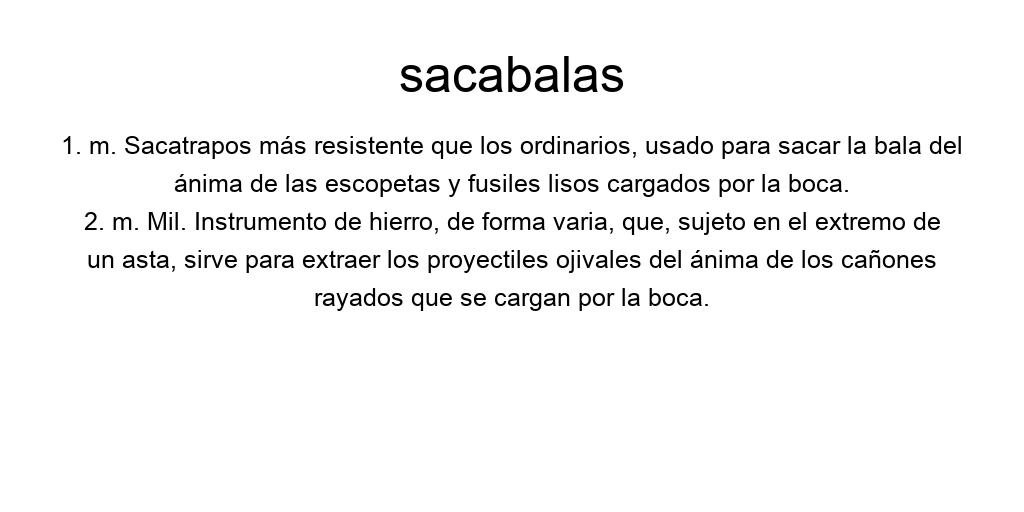 sacabalas
1. m. Sacatrapos más resistente que los ordinarios, usado para sacar la bala del
ánima de las escopetas y fusiles lisos cargados por la boca.
2. m. Mil. Instrumento de hierro, de forma varia, que, sujeto en el extremo de
un asta, sirve para extraer los proyectiles ojivales del ánima de los cañones
rayados que se cargan por la boca.